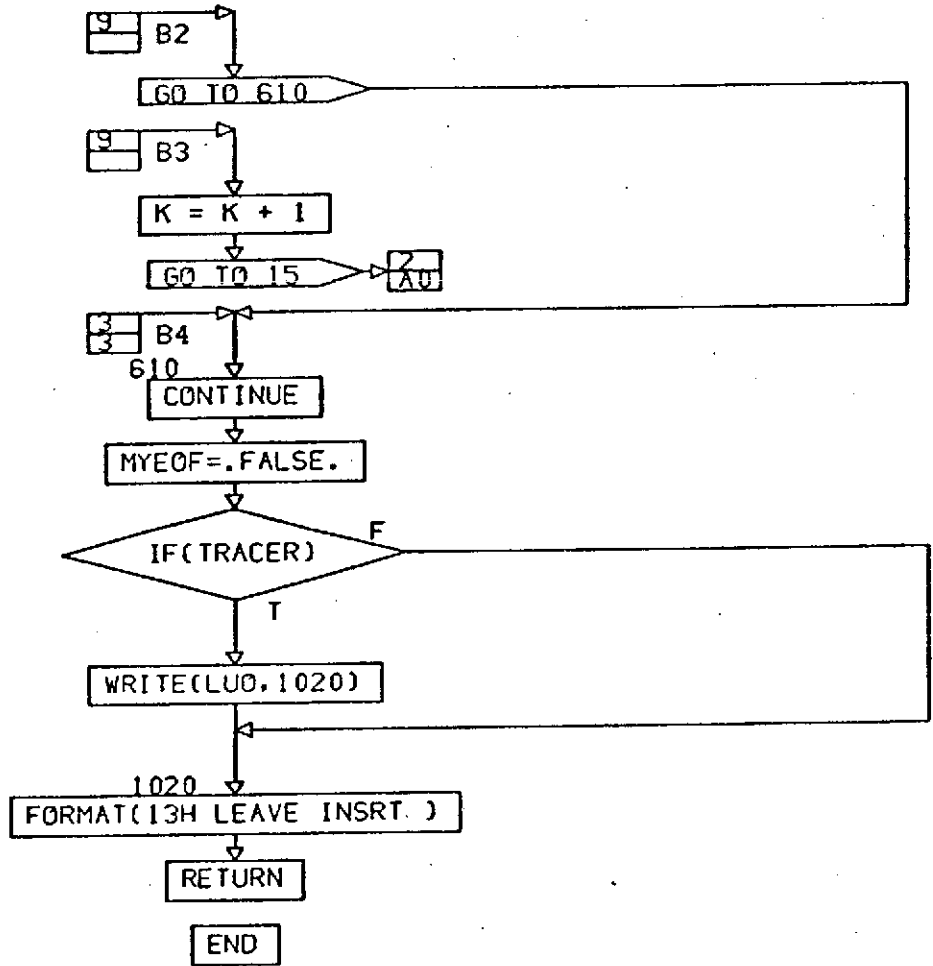 9
B2
GO TO 610
9
B3
K = K + 1
GO TO 15
2
A0
3
3
B4
610
CONTINUE
MYEOF=.FALSE.
IF(TRACER)
F
T
WRITE(LUO,1020)
1020
FORMAT(13H LEAVE INSRT. )
RETURN
END